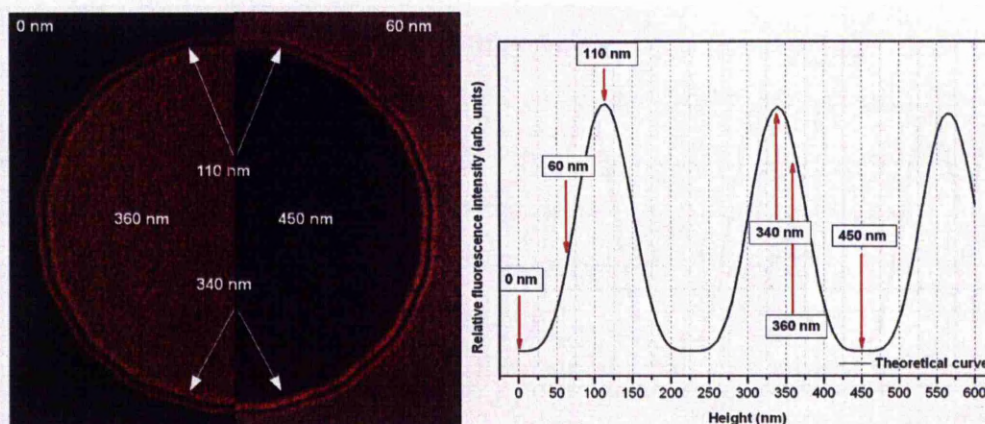 0 nm
60 nm
110 nm
360 nm
450 nm
340 nm
110 nm
60 nm
340 nm
450 nm
0 nm
360 nm
Theoretical curve
Relative fluorescence intensity (arb. units)
0 50 100 150 200 250 300 350 400 450 500 550 600
Height (nm)